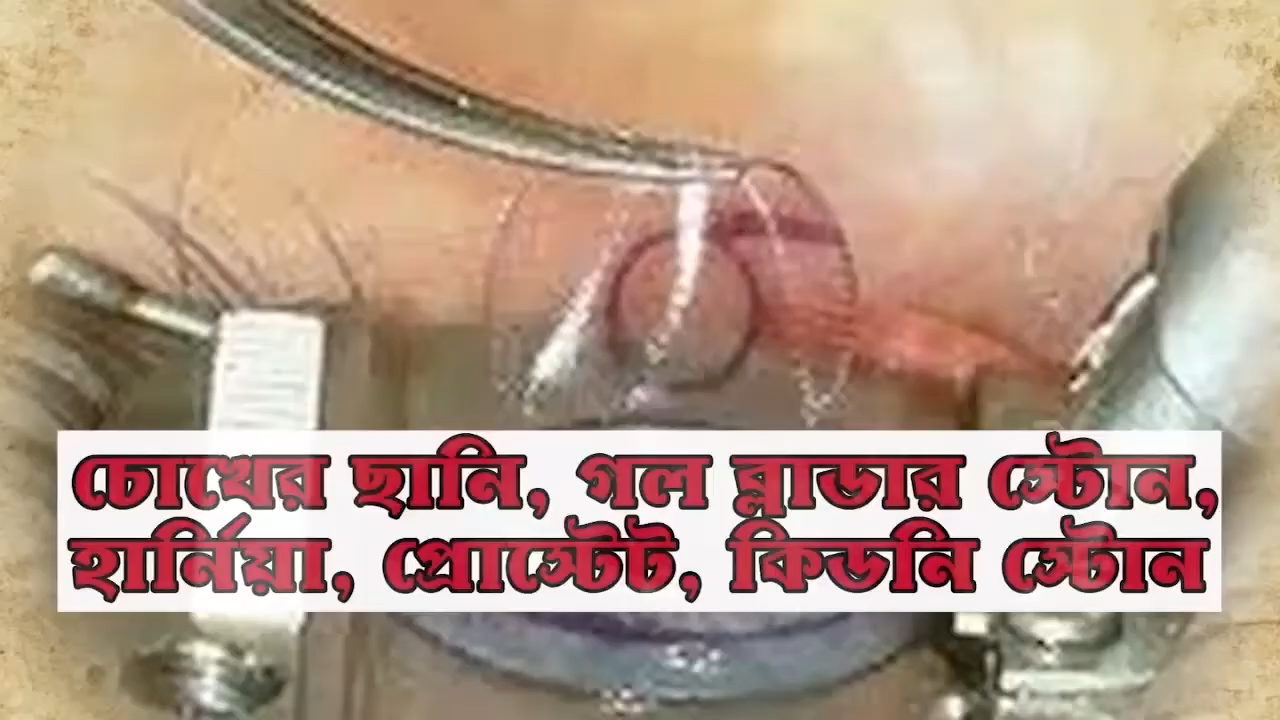 চোখের ছানি, গল ব্লাডার স্টোন,
হার্নিয়া, প্রোস্টেট, কিডনি স্টোন